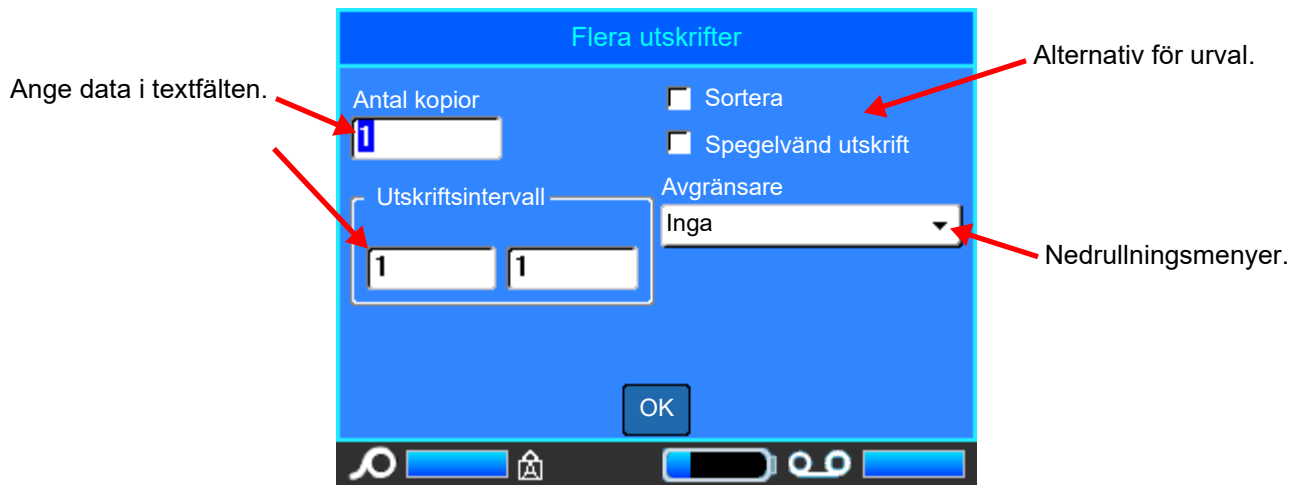 Flera utskrifter
Alternativ för urval.
Ange data i textfälten.
Antal kopior
Sortera
1
Spegelvänd utskrift
Utskriftsintervall
Avgränsare
Inga
1 1
Nedrullningsmenyer.
OK
A